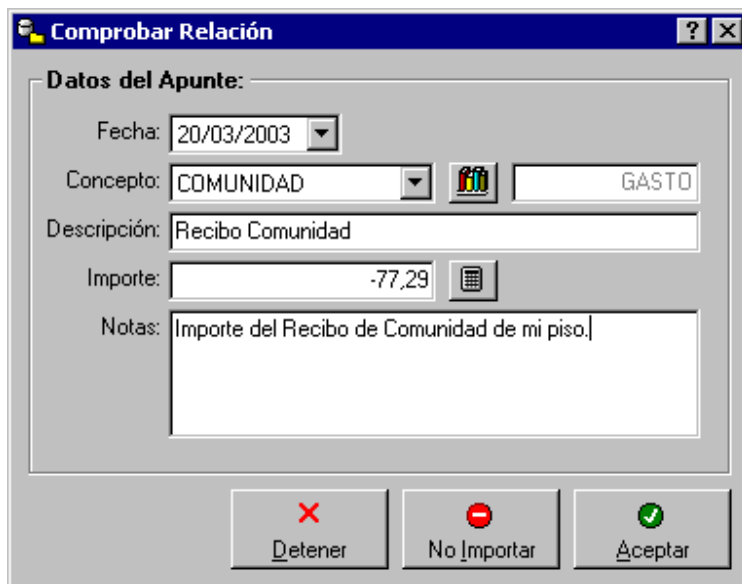 Comprobar Relación
Datos del Apunte:
Fecha: 20/03/2003
Concepto: COMUNIDAD GASTO
Descripción: Recibo Comunidad
Importe: -77,29
Notas: Importe del Recibo de Comunidad de mi piso.
Detener No Importar Aceptar